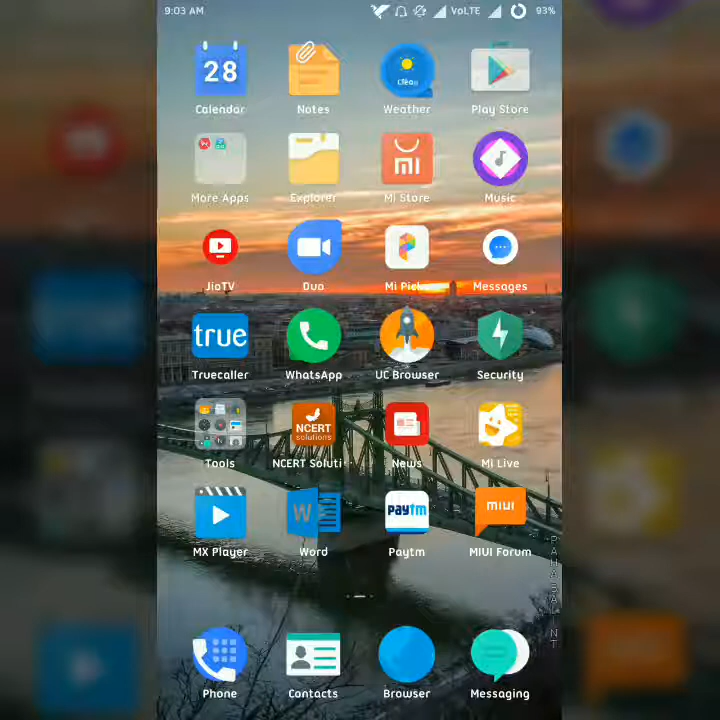 9:03 AM VoLTE 93%
28 Clear
Calendar Notes Weather Play Store
mi
More Apps Explorer Mi Store Music
JioTV Duo Messages
true
Truecaller WhatsApp UC Browser Security
NCERT
solutions
Tools NCERT Soluti News Mi Live
W paytm miui
MX Player Word Paytm MIUI Forum
Phone Contacts Browser Messaging